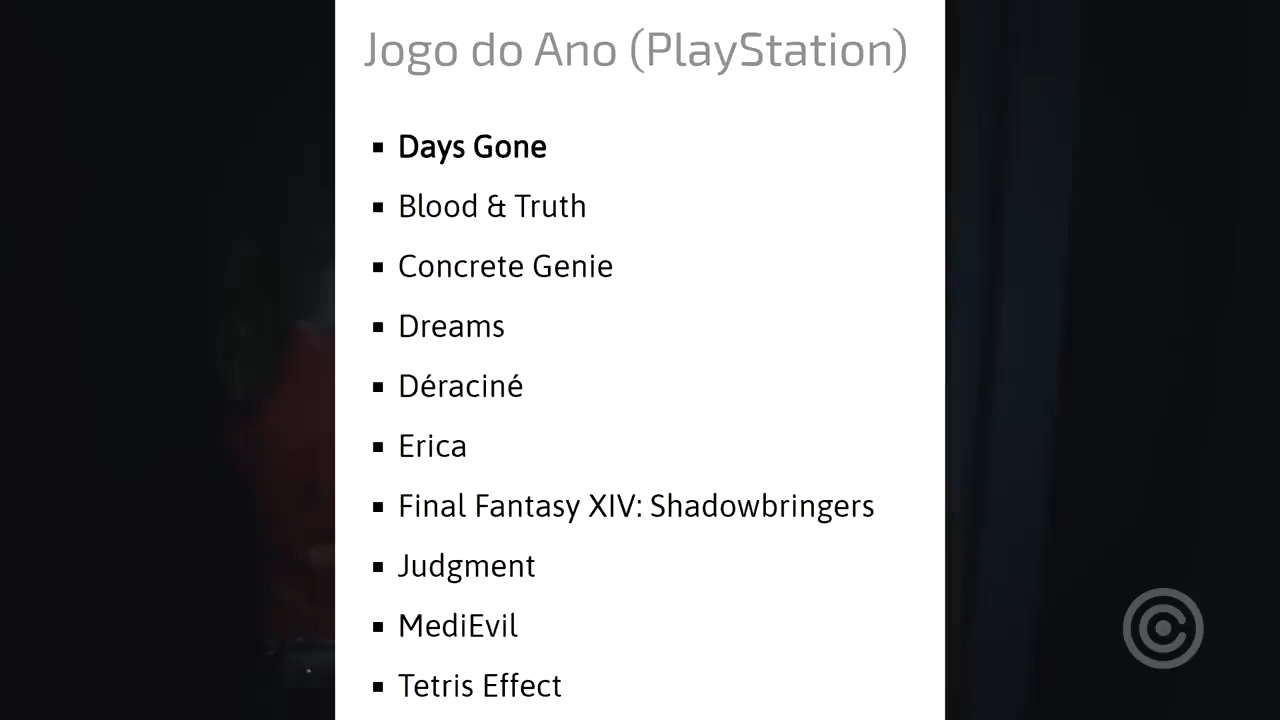 Jogo do Ano (PlayStation)
Days Gone
Blood & Truth
Concrete Genie
Dreams
Déraciné
Erica
Final Fantasy XIV: Shadowbringers
Judgment
MediEvil
Tetris Effect